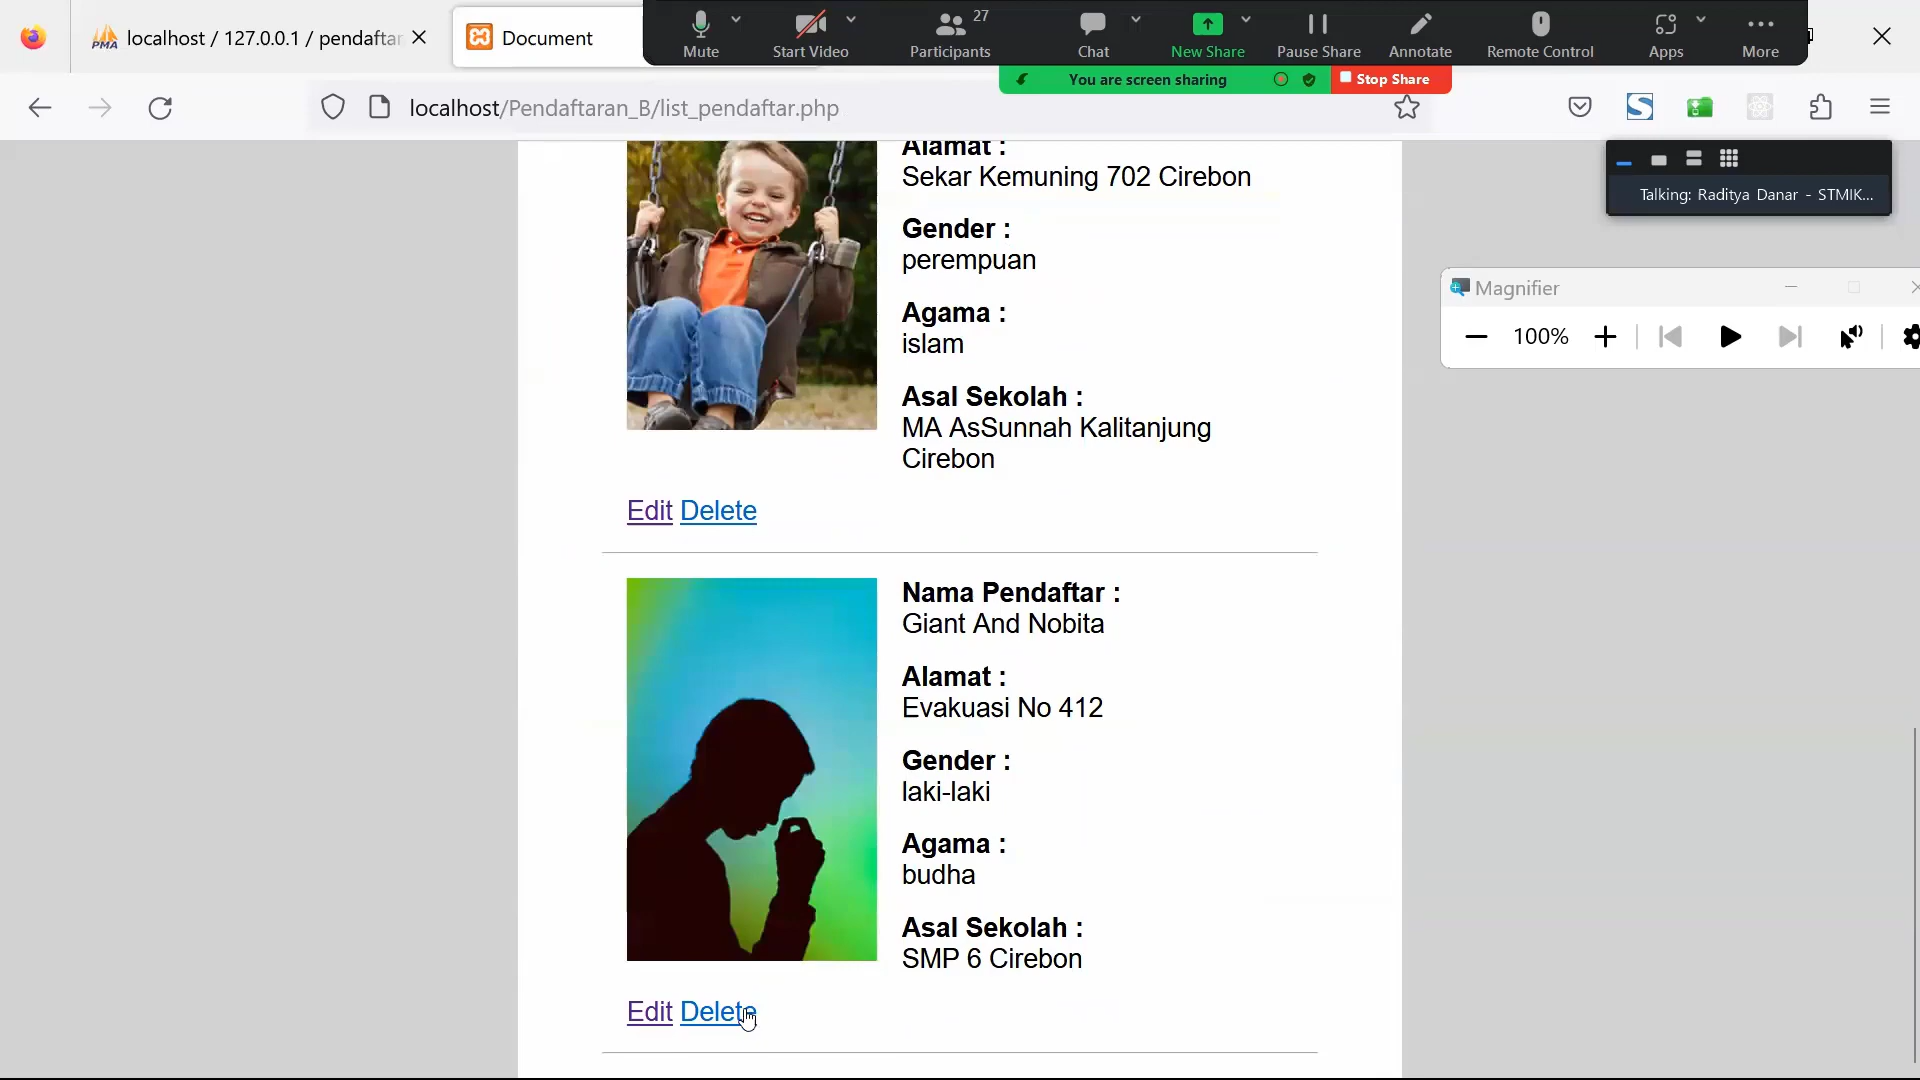 localhost / 127.0.0.1 / pendaftar
Document
Mute
Start Video
27
Participants
Chat
New Share
Pause Share
Annotate
Remote Control
Apps
More
You are screen sharing
Stop Share
localhost/Pendaftaran_B/list_pendaftar.php
Talking: Raditya Danar - STMIK...
Magnifier
100%
Alamat :
Sekar Kemuning 702 Cirebon
Gender :
perempuan
Agama :
islam
Asal Sekolah :
MA AsSunnah Kalitanjung
Cirebon
Edit Delete
Nama Pendaftar :
Giant And Nobita
Alamat :
Evakuasi No 412
Gender :
laki-laki
Agama :
budha
Asal Sekolah :
SMP 6 Cirebon
Edit Delete